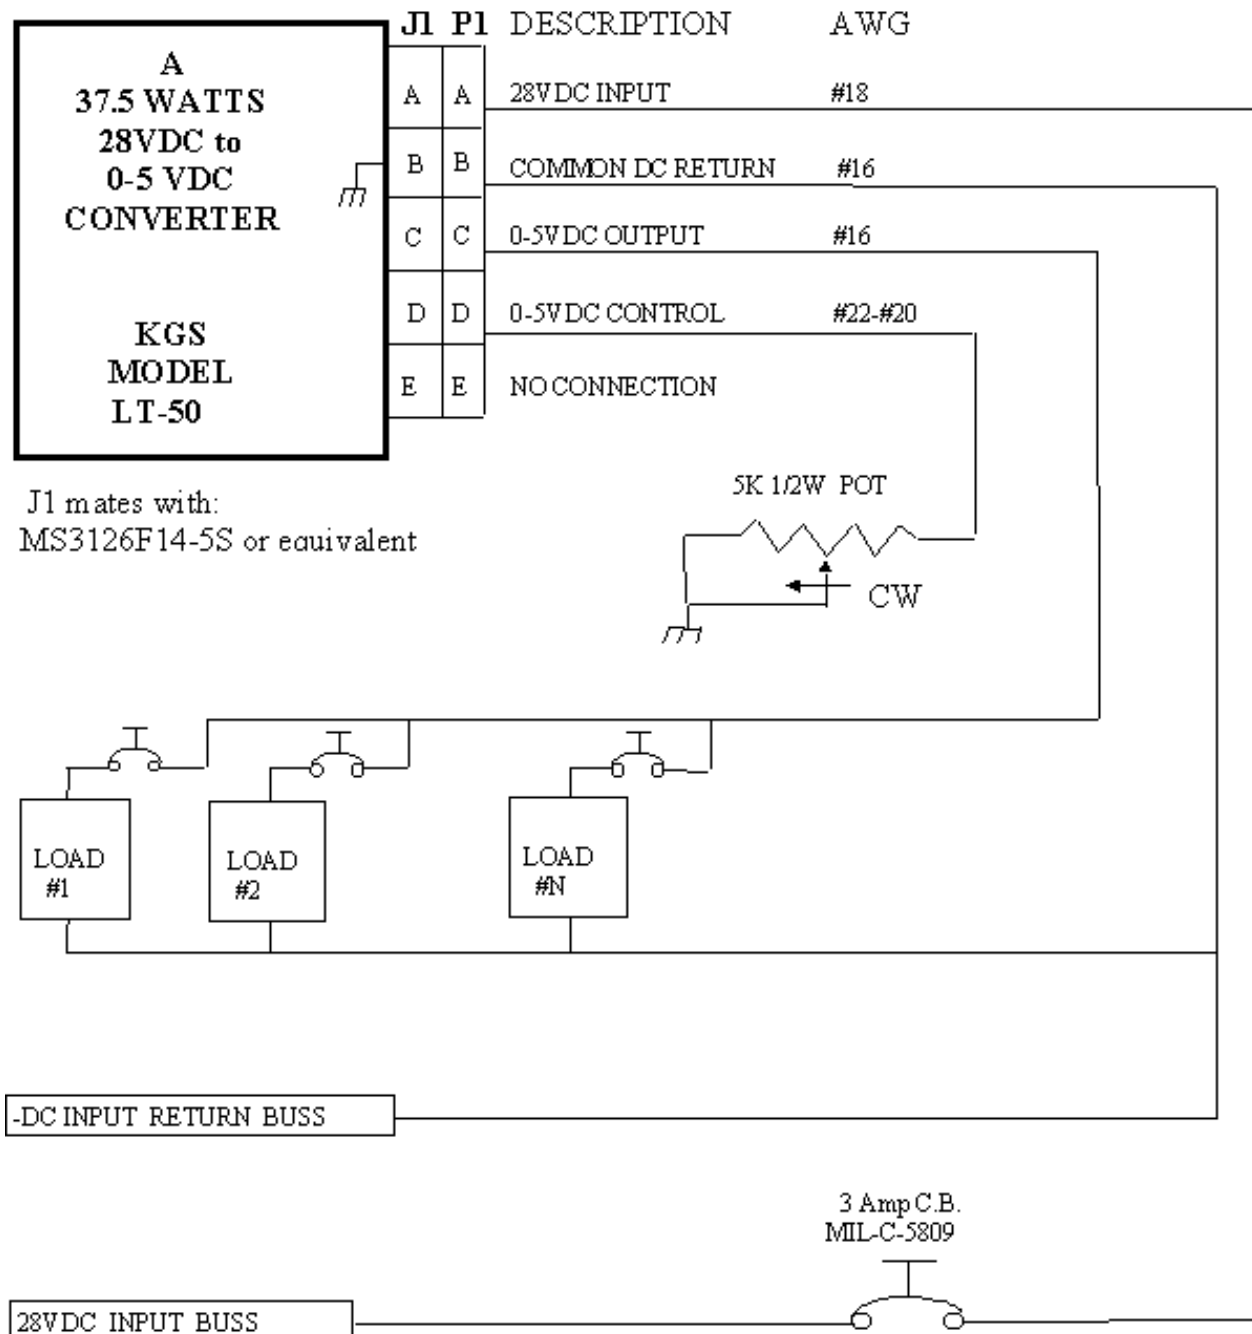 J1 P1 DESCRIPTION AWG
A
37.5 WATTS
28VDC to
0-5 VDC
CONVERTER
KGS
MODEL
LT-50
A A 28VDC INPUT #18
B B COMMON DC RETURN #16
C C 0-5VDC OUTPUT #16
D D 0-5VDC CONTROL #22-#20
E E NO CONNECTION
J1 mates with:
MS3126F14-5S or equivalent
5K 1/2W POT
CW
LOAD
#1
LOAD
#2
LOAD
#N
-DC INPUT RETURN BUSS
3 Amp C.B.
MIL-C-5809
28VDC INPUT BUSS